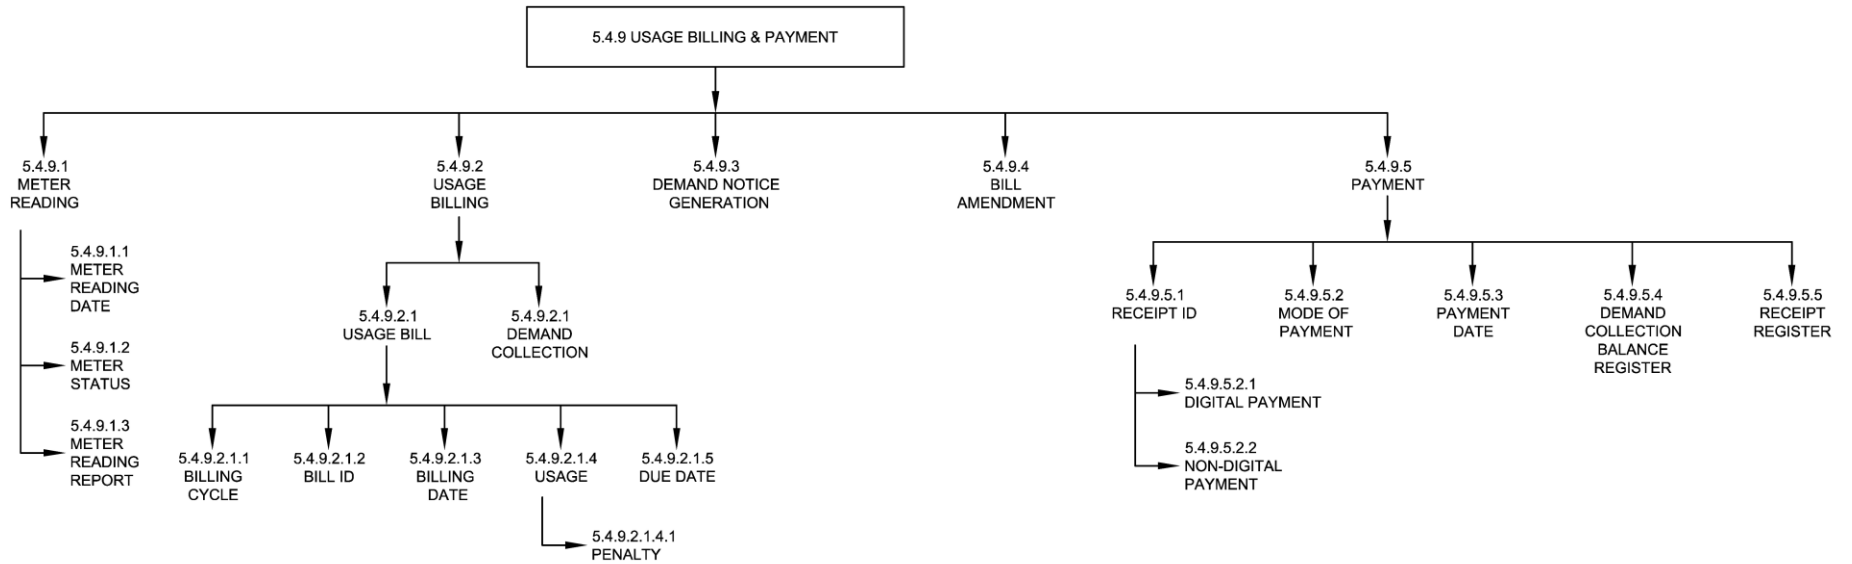 5.4.9 USAGE BILLING & PAYMENT
5.4.9.1
METER
READING
5.4.9.2
USAGE
BILLING
5.4.9.3
DEMAND NOTICE
GENERATION
5.4.9.4
BILL
AMENDMENT
5.4.9.5
PAYMENT
5.4.9.1.1
METER
READING
DATE
5.4.9.1.2
METER
STATUS
5.4.9.1.3
METER
READING
REPORT
5.4.9.2.1
USAGE BILL
5.4.9.2.1
DEMAND
COLLECTION
5.4.9.2.1.1
BILLING
CYCLE
5.4.9.2.1.2
BILL ID
5.4.9.2.1.3
BILLING
DATE
5.4.9.2.1.4
USAGE
5.4.9.2.1.5
DUE DATE
5.4.9.2.1.4.1
PENALTY
5.4.9.5.1
RECEIPT ID
5.4.9.5.2
MODE OF
PAYMENT
5.4.9.5.3
PAYMENT
DATE
5.4.9.5.4
DEMAND
COLLECTION
BALANCE
REGISTER
5.4.9.5.5
RECEIPT
REGISTER
5.4.9.5.2.1
DIGITAL PAYMENT
5.4.9.5.2.2
NON-DIGITAL
PAYMENT